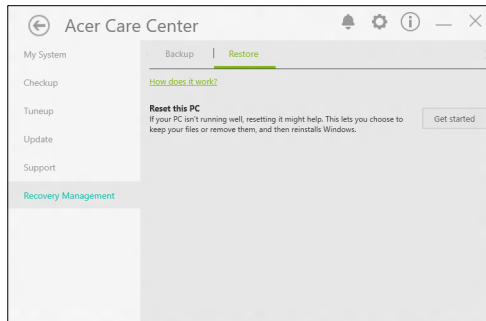 Acer Care Center
My System
Backup | Restore
Checkup
How does it work?
Tuneup
Reset this PC
If your PC isn't running well, resetting it might help. This lets you choose to
keep your files or remove them, and then reinstalls Windows.
Get started
Update
Support
Recovery Management